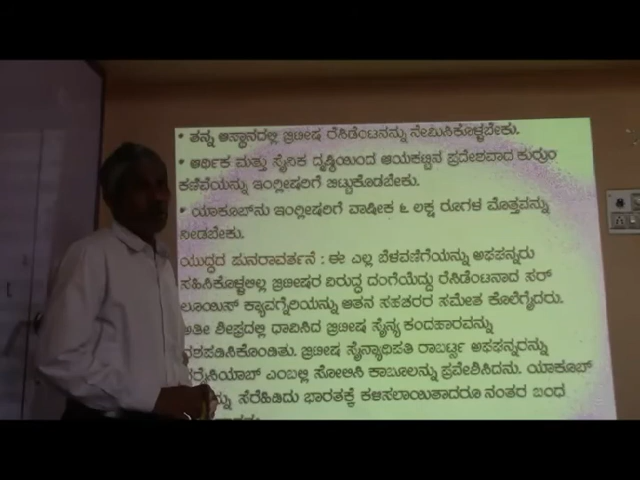 * ತನ್ನ ಆಸ್ಥಾನದಲ್ಲಿ ಬ್ರಿಟೀಷ ರೆಸಿಡೆಂಟನನ್ನು ನೇಮಿಸಿಕೊಳ್ಳಬೇಕು.
* ಆರ್ಥಿಕ ಮತ್ತು ಸೈನಿಕ ದೃಷ್ಠಿಯಿಂದ ಆಯಕಟ್ಟಿನ ಪ್ರದೇಶವಾದ ಕುರ್ರುಂ
ಕಣಿವೆಯನ್ನು ಇಂಗ್ಲೀಷರಿಗೆ ಬಿಟ್ಟುಕೊಡಬೇಕು.
* ಯಾಕೂಬ್‌ನು ಇಂಗ್ಲೀಷರಿಗೆ ವಾರ್ಷೀಕ ೬ ಲಕ್ಷ ರೂಗಳ ಮೊತ್ತವನ್ನು
ನೀಡಬೇಕು.
ಯುದ್ಧದ ಪುನರಾವರ್ತನೆ : ಈ ಎಲ್ಲ ಬೆಳವಣಿಗೆಯನ್ನು ಅಫಘನ್ನರು
ಸಹಿಸಿಕೊಳ್ಳಲಿಲ್ಲ ಬ್ರಿಟೀಷರ ವಿರುದ್ಧ ದಂಗೆಯೆದ್ದು ರೆಸಿಡೆಂಟನಾದ ಸರ್
ಲೂಯಿಸ್ ಕ್ಯಾವಗ್ನೆರಿಯನ್ನು ಆತನ ಸಹಚರರ ಸಮೇತ ಕೊಲೆಗೈದರು.
ಅತೀ ಶೀಘ್ರದಲ್ಲಿ ಧಾವಿಸಿದ ಬ್ರಿಟೀಷ ಸೈನ್ಯ ಕಂದಹಾರವನ್ನು
ವಶಪಡಿಸಿಕೊಂಡಿತು. ಬ್ರಿಟೀಷ ಸೈನ್ಯಾಧಿಪತಿ ರಾಬರ್ಟ್ಸ ಅಫಘನ್ನರನ್ನು
ಎಂಬಲ್ಲಿ ಸೋಲಿಸಿ ಕಾಬೂಲನ್ನು ಪ್ರವೇಶಿಸಿದನು. ಯಾಕೂಬ್
ಸೆರೆಹಿಡಿದು ಭಾರತಕ್ಕೆ ಕಳಿಸಲಾಯಿತಾದರೂ ನಂತರ ಬಂಧ